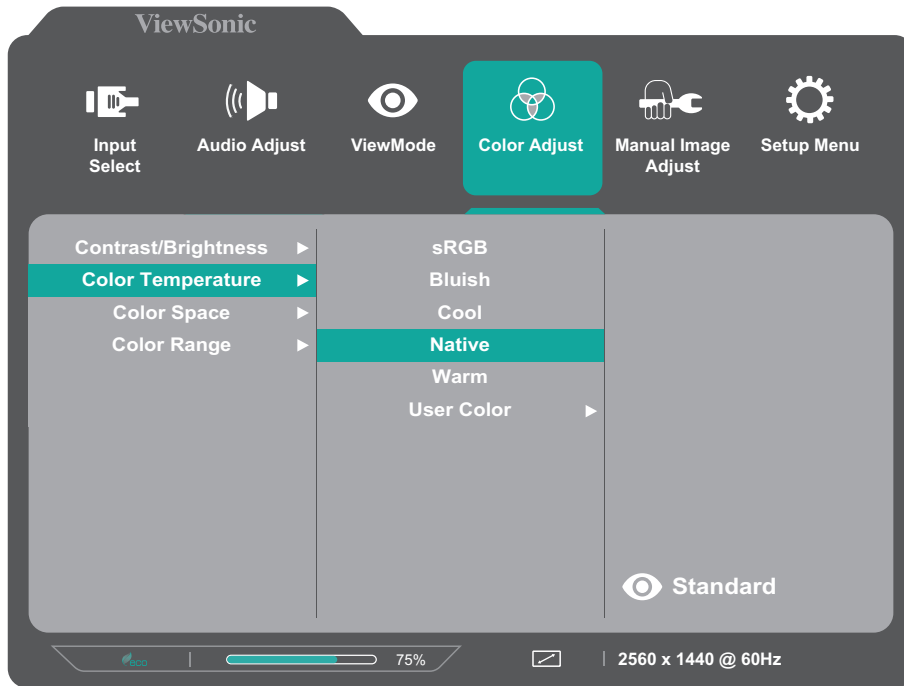 ViewSonic
Input
Select
Audio Adjust
ViewMode
Color Adjust
Manual Image
Adjust
Setup Menu
Contrast/Brightness
Color Temperature
Color Space
Color Range
sRGB
Bluish
Cool
Native
Warm
User Color
Standard
eco
75%
2560 x 1440 @ 60Hz